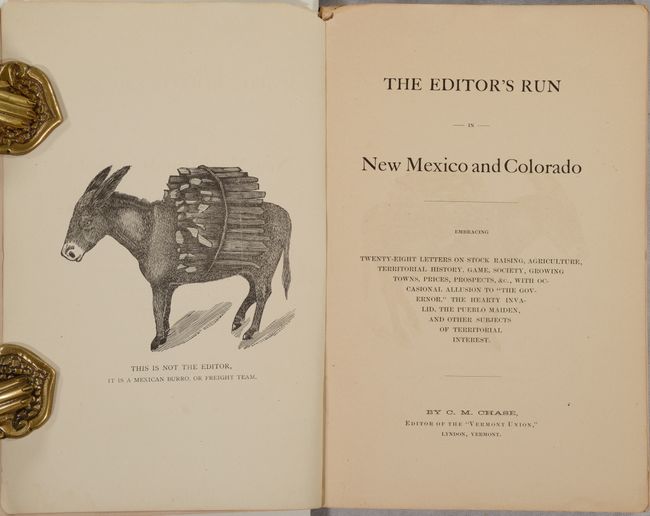 THIS IS NOT THE EDITOR,
IT IS A MEXICAN BURRO, OR FREIGHT TEAM.
THE EDITOR'S RUN
— IN —
New Mexico and Colorado
EMBRACING
TWENTY-EIGHT LETTERS ON STOCK RAISING, AGRICULTURE,
TERRITORIAL HISTORY, GAME, SOCIETY, GROWING
TOWNS, PRICES, PROSPECTS, &C., WITH OC-
CASIONAL ALLUSION TO "THE GOV-
ERNOR," THE HEARTY INVA-
LID, THE PUEBLO MAIDEN,
AND OTHER SUBJECTS
OF TERRITORIAL
INTEREST.
BY C. M. CHASE,
EDITOR OF THE "VERMONT UNION,"
LYNDON, VERMONT.